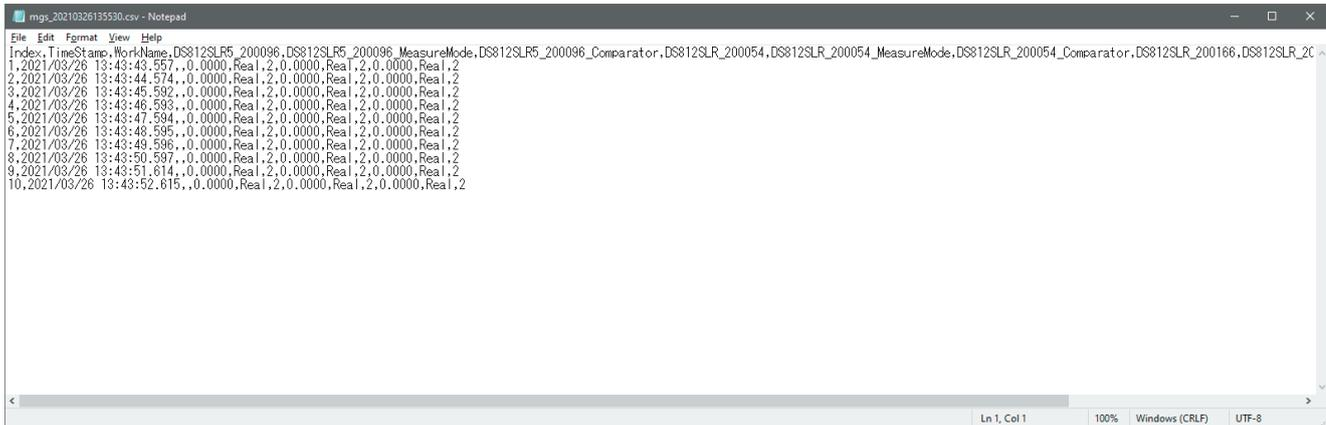 mgs_20210326135530.csv - Notepad
File Edit Format View Help
Index,TimeStamp,WorkName,DS812SLR5_200096,DS812SLR5_200096_MeasureMode,DS812SLR5_200096_Comparator,DS812SLR_200054,DS812SLR_200054_MeasureMode,DS812SLR_200054_Comparator,DS812SLR_200166,DS812SLR_20
1,2021/03/26 13:43:43.557,,0.0000,Real,2,0.0000,Real,2,0.0000,Real,2
2,2021/03/26 13:43:44.574,,0.0000,Real,2,0.0000,Real,2,0.0000,Real,2
3,2021/03/26 13:43:45.592,,0.0000,Real,2,0.0000,Real,2,0.0000,Real,2
4,2021/03/26 13:43:46.593,,0.0000,Real,2,0.0000,Real,2,0.0000,Real,2
5,2021/03/26 13:43:47.594,,0.0000,Real,2,0.0000,Real,2,0.0000,Real,2
6,2021/03/26 13:43:48.595,,0.0000,Real,2,0.0000,Real,2,0.0000,Real,2
7,2021/03/26 13:43:49.596,,0.0000,Real,2,0.0000,Real,2,0.0000,Real,2
8,2021/03/26 13:43:50.597,,0.0000,Real,2,0.0000,Real,2,0.0000,Real,2
9,2021/03/26 13:43:51.614,,0.0000,Real,2,0.0000,Real,2,0.0000,Real,2
10,2021/03/26 13:43:52.615,,0.0000,Real,2,0.0000,Real,2,0.0000,Real,2
Ln 1, Col 1 100% Windows (CRLF) UTF-8